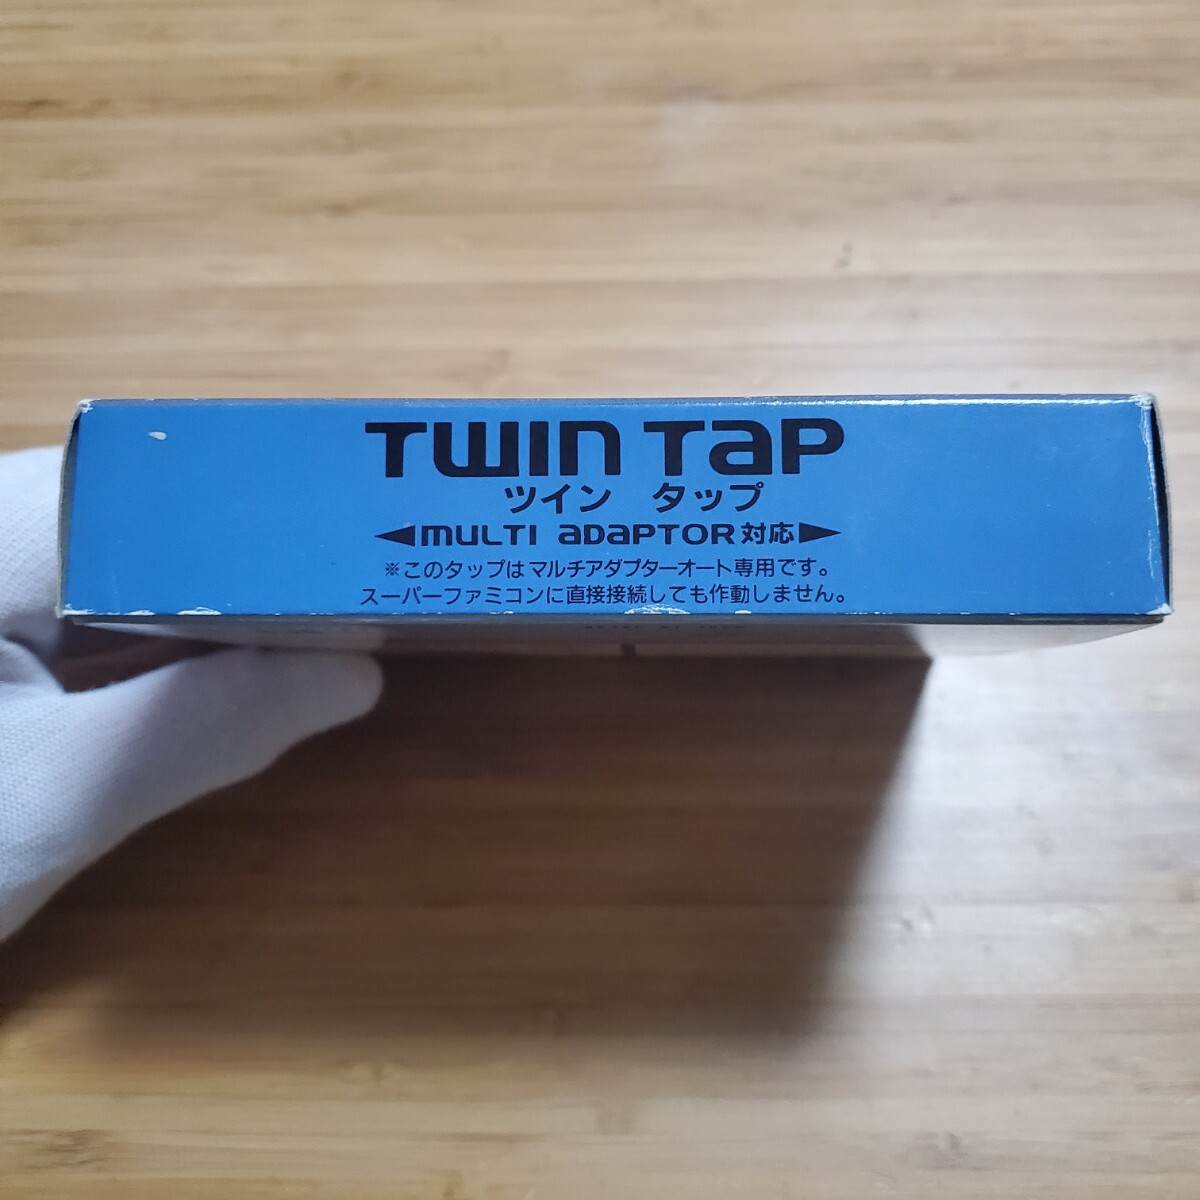 TWIN TAP
ツイン タップ
◀MULTI ADAPTOR対応▶
※このタップはマルチアダプターオート専用です。
スーパーファミコンに直接接続しても作動しません。